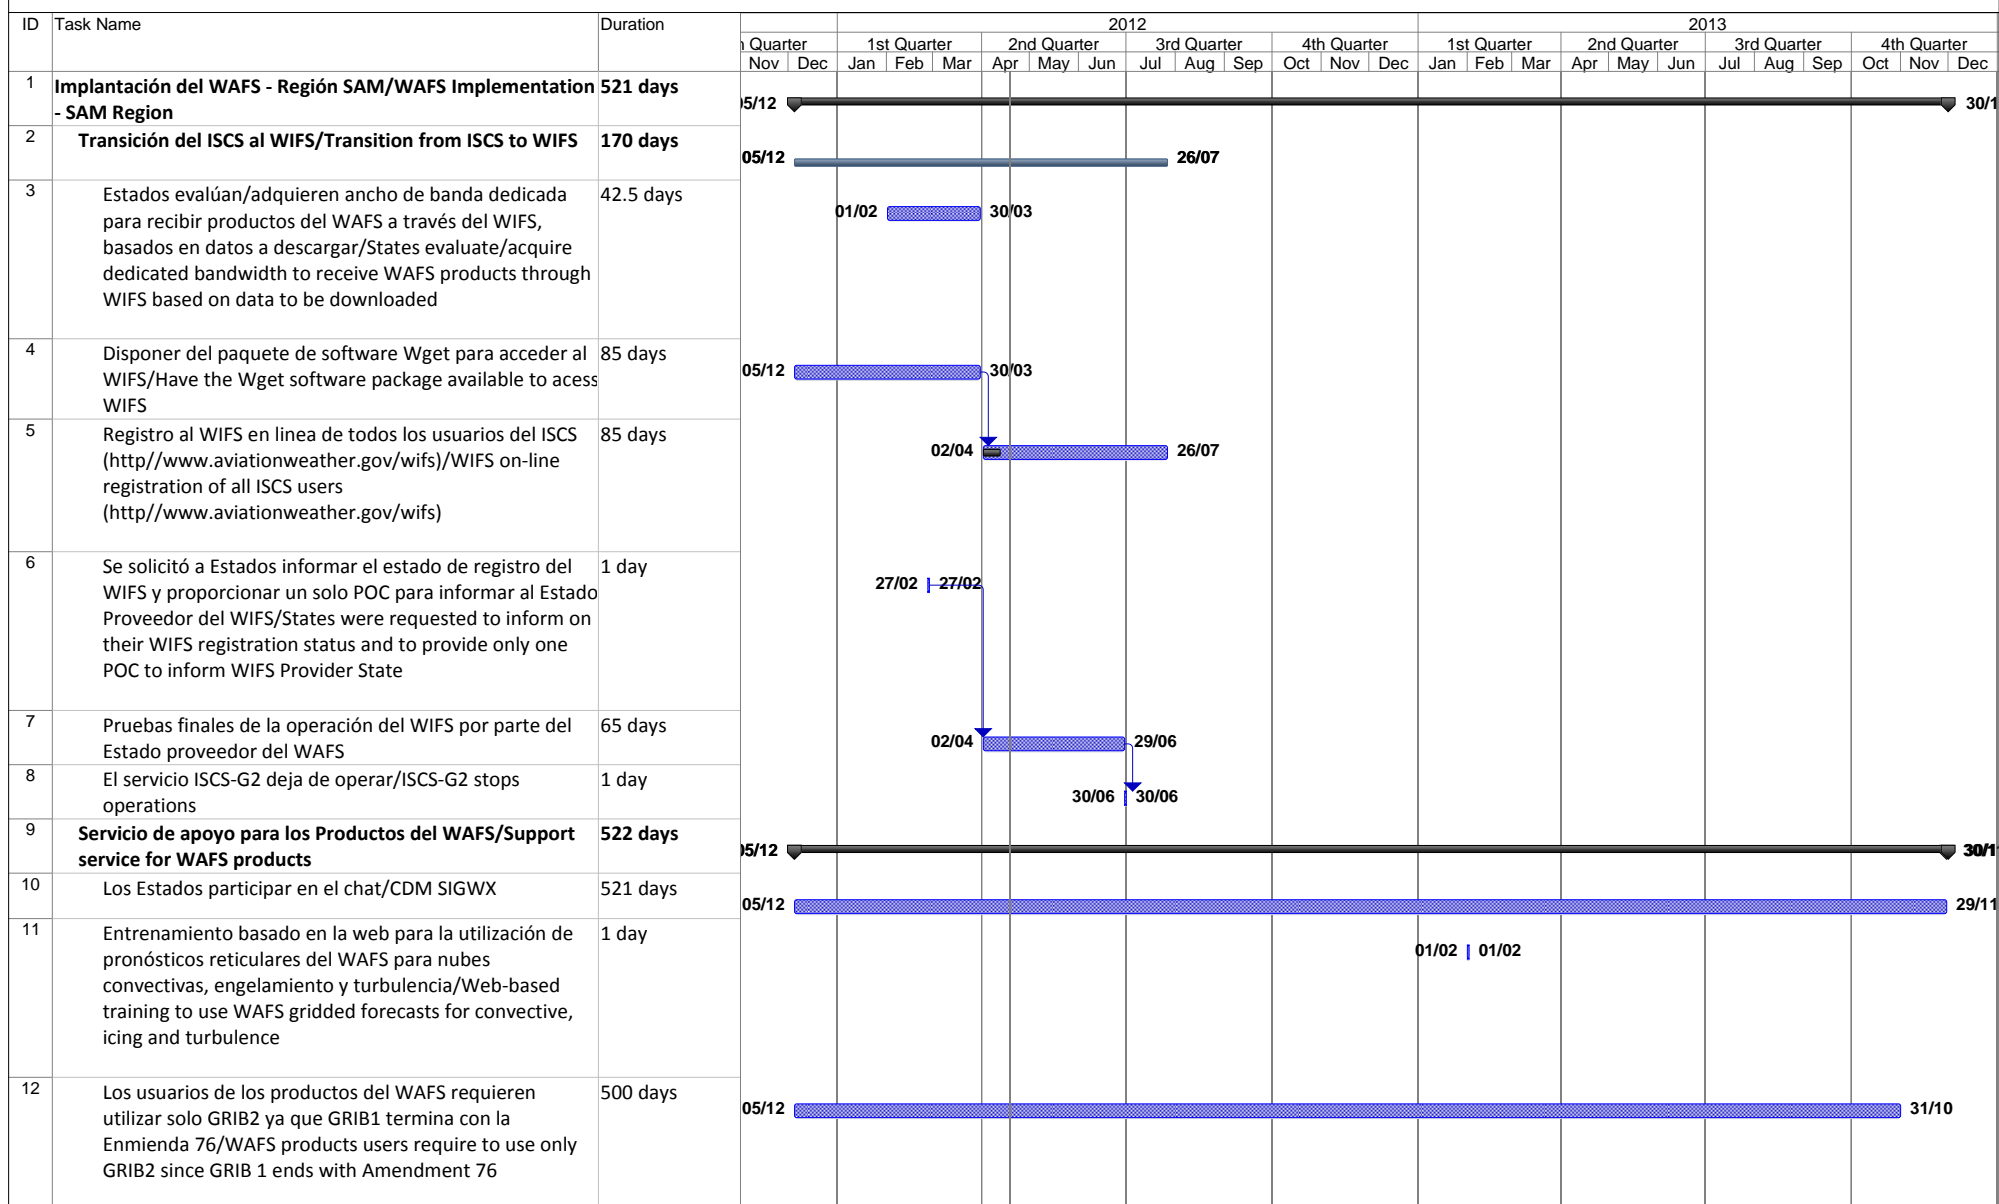 ID Task Name Duration
2012 2013
Quarter 1st Quarter 2nd Quarter 3rd Quarter 4th Quarter 1st Quarter 2nd Quarter 3rd Quarter 4th Quarter
Nov Dec Jan Feb Mar Apr May Jun Jul Aug Sep Oct Nov Dec Jan Feb Mar Apr May Jun Jul Aug Sep Oct Nov Dec
1 Implantación del WAFS - Región SAM/WAFS Implementation 521 days
- SAM Region
05/12 30/1
2 Transición del ISCS al WIFS/Transition from ISCS to WIFS 170 days
05/12 26/07
3 Estados evalúan/adquieren ancho de banda dedicada 42.5 days
para recibir productos del WAFS a través del WIFS,
basados en datos a descargar/States evaluate/acquire
dedicated bandwidth to receive WAFS products through
WIFS based on data to be downloaded
01/02 30/03
4 Disponer del paquete de software Wget para acceder al 85 days
WIFS/Have the Wget software package available to acess
WIFS
05/12 30/03
5 Registro al WIFS en linea de todos los usuarios del ISCS 85 days
(http//www.aviationweather.gov/wifs)/WIFS on-line
registration of all ISCS users
(http//www.aviationweather.gov/wifs)
02/04 26/07
6 Se solicitó a Estados informar el estado de registro del 1 day
WIFS y proporcionar un solo POC para informar al Estado
Proveedor del WIFS/States were requested to inform on
their WIFS registration status and to provide only one
POC to inform WIFS Provider State
27/02 27/02
7 Pruebas finales de la operación del WIFS por parte del 65 days
Estado proveedor del WAFS
02/04 29/06
8 El servicio ISCS-G2 deja de operar/ISCS-G2 stops 1 day
operations
30/06 30/06
9 Servicio de apoyo para los Productos del WAFS/Support 522 days
service for WAFS products
05/12 30/1
10 Los Estados participar en el chat/CDM SIGWX 521 days
05/12 29/11
11 Entrenamiento basado en la web para la utilización de 1 day
pronósticos reticulares del WAFS para nubes
convectivas, engelamiento y turbulencia/Web-based
training to use WAFS gridded forecasts for convective,
icing and turbulence
01/02 01/02
12 Los usuarios de los productos del WAFS requieren 500 days
utilizar solo GRIB2 ya que GRIB1 termina con la
Enmienda 76/WAFS products users require to use only
GRIB2 since GRIB 1 ends with Amendment 76
05/12 31/10